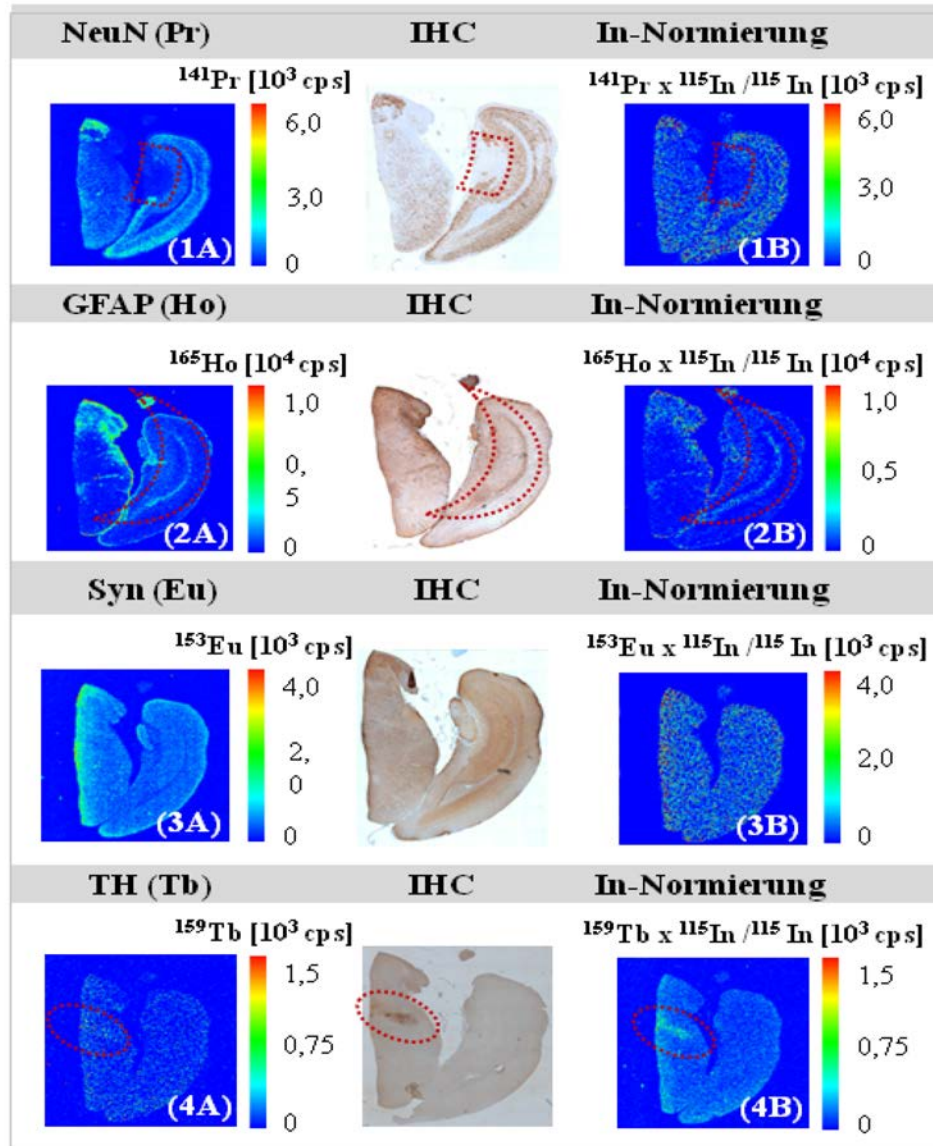 NeuN (Pr) IHC In-Normierung
¹⁴¹Pr [10³ cps] ¹⁴¹Pr x ¹¹⁵In /¹¹⁵ In [10³ cps]
6,0 6,0
3,0 3,0
0 (1A) 0 (1B)
GFAP (Ho) IHC In-Normierung
¹⁶⁵Ho [10⁴ cps] ¹⁶⁵Ho x ¹¹⁵In /¹¹⁵ In [10⁴ cps]
1,0 1,0
0, 0,5
5
(2A) 0 (2B) 0
Syn (Eu) IHC In-Normierung
¹⁵³Eu [10³ cps] ¹⁵³Eu x ¹¹⁵In /¹¹⁵ In [10³ cps]
4,0 4,0
2, 2,0
0
(3A) 0 (3B) 0
TH (Tb) IHC In-Normierung
¹⁵⁹Tb [10³ cps] ¹⁵⁹Tb x ¹¹⁵In /¹¹⁵ In [10³ cps]
1,5 1,5
0,75 0,75
(4A) 0 (4B) 0